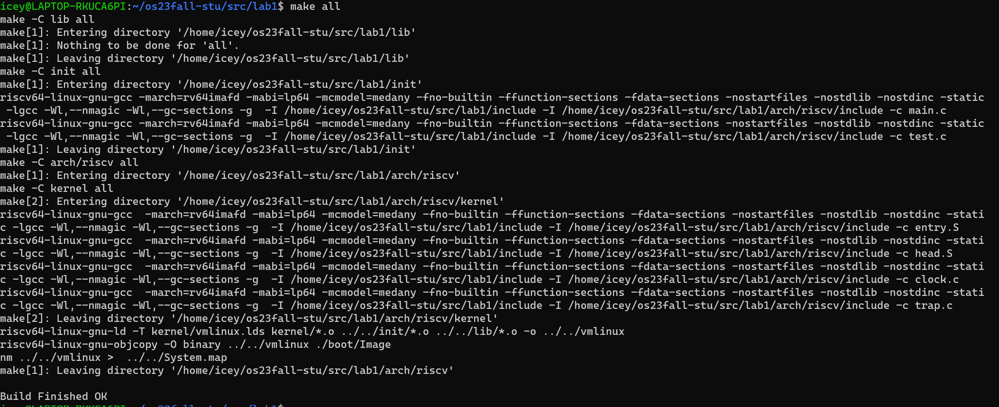 icey@LAPTOP-RKUCA6PI:~/os23fall-stu/src/lab1$ make all
make -C lib all
make[1]: Entering directory '/home/icey/os23fall-stu/src/lab1/lib'
make[1]: Nothing to be done for 'all'.
make[1]: Leaving directory '/home/icey/os23fall-stu/src/lab1/lib'
make -C init all
make[1]: Entering directory '/home/icey/os23fall-stu/src/lab1/init'
riscv64-linux-gnu-gcc -march=rv64imafd -mabi=lp64 -mcmodel=medany -fno-builtin -ffunction-sections -fdata-sections -nostartfiles -nostdlib -nostdinc -static
 -lgcc -Wl,--nmagic -Wl,--gc-sections -g  -I /home/icey/os23fall-stu/src/lab1/include -I /home/icey/os23fall-stu/src/lab1/arch/riscv/include -c main.c
riscv64-linux-gnu-gcc -march=rv64imafd -mabi=lp64 -mcmodel=medany -fno-builtin -ffunction-sections -fdata-sections -nostartfiles -nostdlib -nostdinc -static
 -lgcc -Wl,--nmagic -Wl,--gc-sections -g  -I /home/icey/os23fall-stu/src/lab1/include -I /home/icey/os23fall-stu/src/lab1/arch/riscv/include -c test.c
make[1]: Leaving directory '/home/icey/os23fall-stu/src/lab1/init'
make -C arch/riscv all
make[1]: Entering directory '/home/icey/os23fall-stu/src/lab1/arch/riscv'
make -C kernel all
make[2]: Entering directory '/home/icey/os23fall-stu/src/lab1/arch/riscv/kernel'
riscv64-linux-gnu-gcc  -march=rv64imafd -mabi=lp64 -mcmodel=medany -fno-builtin -ffunction-sections -fdata-sections -nostartfiles -nostdlib -nostdinc -stati
c -lgcc -Wl,--nmagic -Wl,--gc-sections -g  -I /home/icey/os23fall-stu/src/lab1/include -I /home/icey/os23fall-stu/src/lab1/arch/riscv/include -c entry.S
riscv64-linux-gnu-gcc  -march=rv64imafd -mabi=lp64 -mcmodel=medany -fno-builtin -ffunction-sections -fdata-sections -nostartfiles -nostdlib -nostdinc -stati
c -lgcc -Wl,--nmagic -Wl,--gc-sections -g  -I /home/icey/os23fall-stu/src/lab1/include -I /home/icey/os23fall-stu/src/lab1/arch/riscv/include -c head.S
riscv64-linux-gnu-gcc  -march=rv64imafd -mabi=lp64 -mcmodel=medany -fno-builtin -ffunction-sections -fdata-sections -nostartfiles -nostdlib -nostdinc -stati
c -lgcc -Wl,--nmagic -Wl,--gc-sections -g  -I /home/icey/os23fall-stu/src/lab1/include -I /home/icey/os23fall-stu/src/lab1/arch/riscv/include -c clock.c
riscv64-linux-gnu-gcc  -march=rv64imafd -mabi=lp64 -mcmodel=medany -fno-builtin -ffunction-sections -fdata-sections -nostartfiles -nostdlib -nostdinc -stati
c -lgcc -Wl,--nmagic -Wl,--gc-sections -g  -I /home/icey/os23fall-stu/src/lab1/include -I /home/icey/os23fall-stu/src/lab1/arch/riscv/include -c trap.c
make[2]: Leaving directory '/home/icey/os23fall-stu/src/lab1/arch/riscv/kernel'
riscv64-linux-gnu-ld -T kernel/vmlinux.lds kernel/*.o ../../init/*.o ../../lib/*.o -o ../../vmlinux
riscv64-linux-gnu-objcopy -O binary ../../vmlinux ./boot/Image
nm ../../vmlinux >  ../../System.map
make[1]: Leaving directory '/home/icey/os23fall-stu/src/lab1/arch/riscv'

Build Finished OK